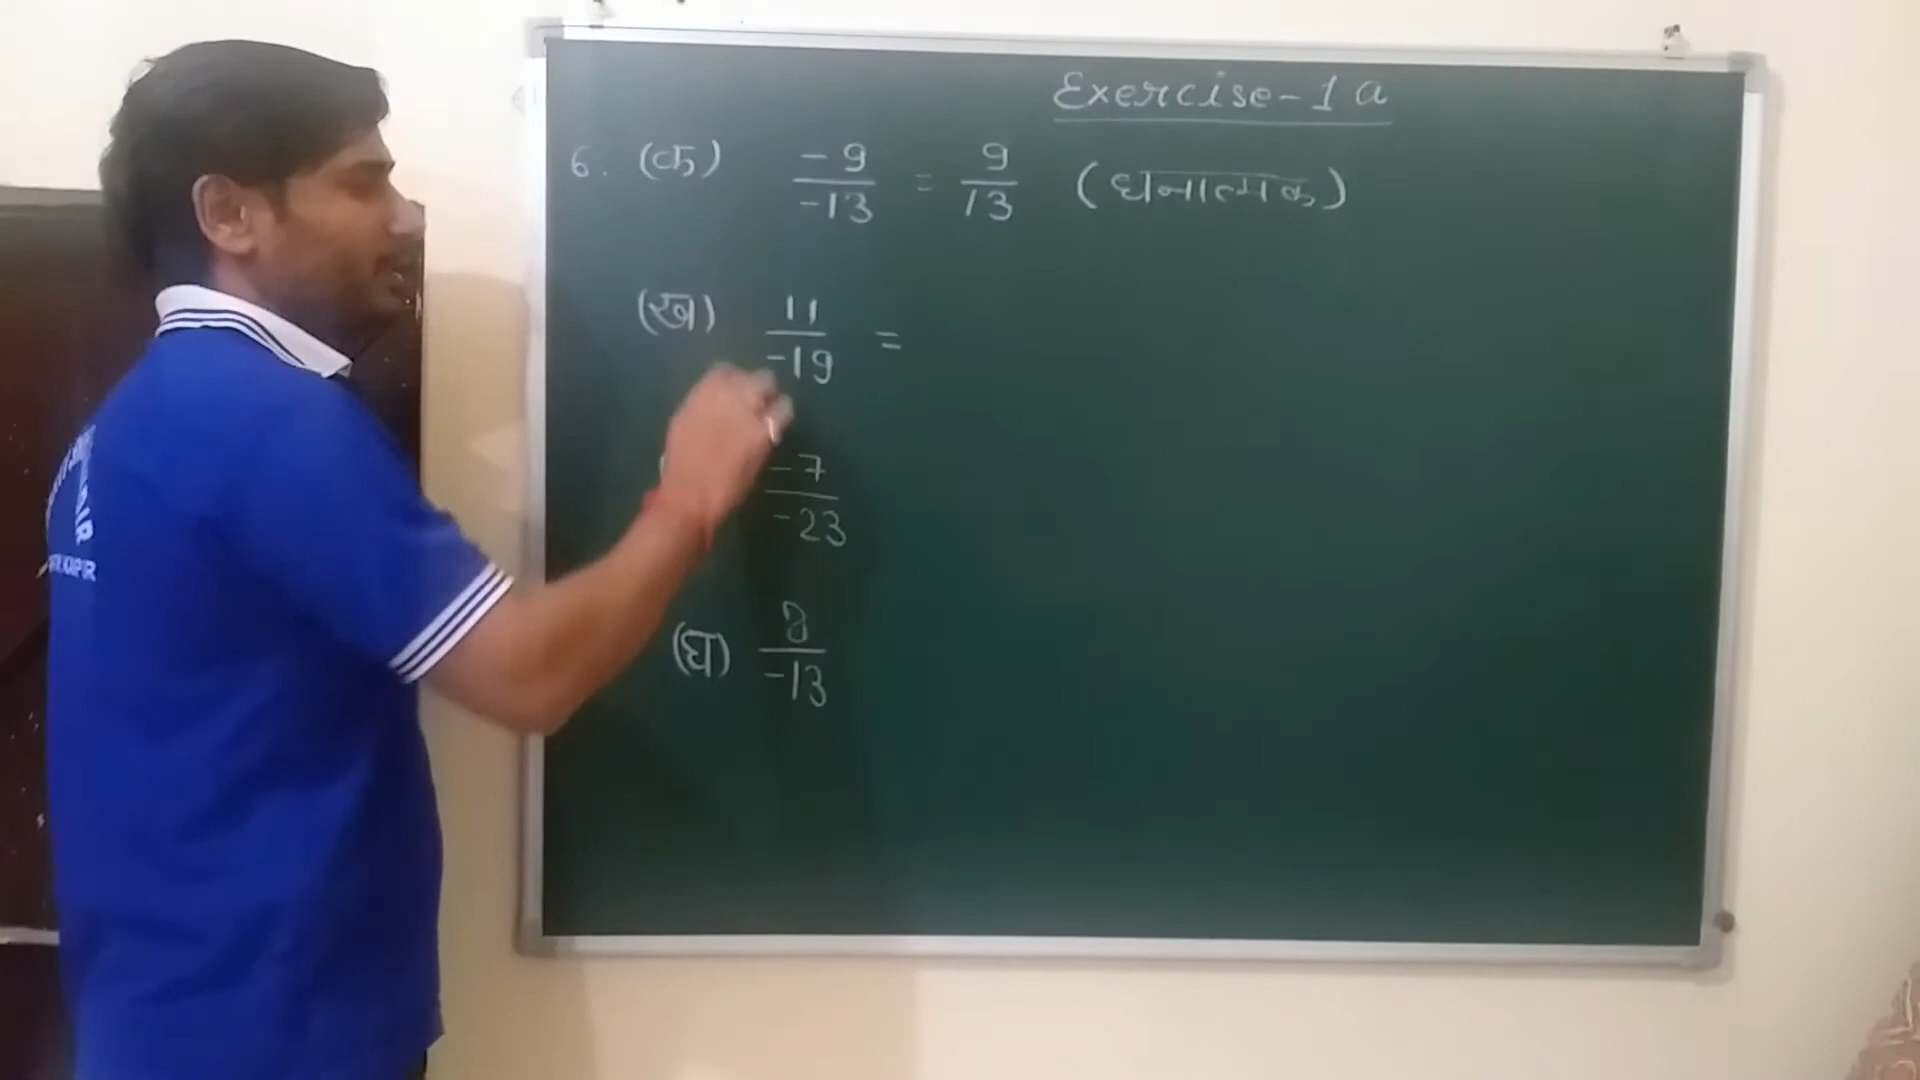 Exercise-1 a
6. (क) -9/-13 = 9/13 (धनात्मक)
(ख) 11/-19 =
-7/-23
(घ) 8/-13